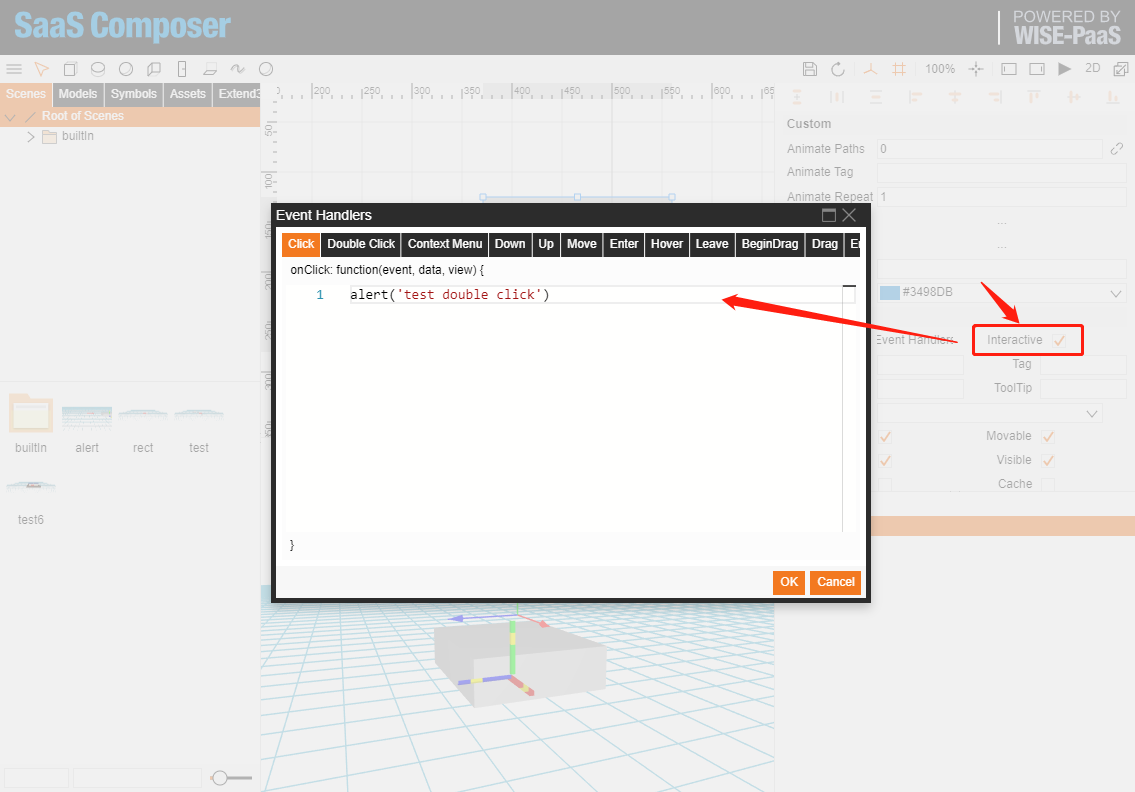 SaaS Composer
POWERED BY
WISE-PaaS
100%
2D
Scenes Models Symbols Assets Extend3
Root of Scenes
builtIn
200 250 300 350 400 450 500 550 600 65
50
100
200
250
300
Custom
Animate Paths 0
Animate Tag
Animate Repeat 1
...
...
#3498DB
Event Handlers
Click Double Click Context Menu Down Up Move Enter Hover Leave BeginDrag Drag
onClick: function(event, data, view) {
1 alert('test double click')
}
OK Cancel
Interactive
Tag
ToolTip
Movable
Visible
Cache
builtIn alert rect test
test6